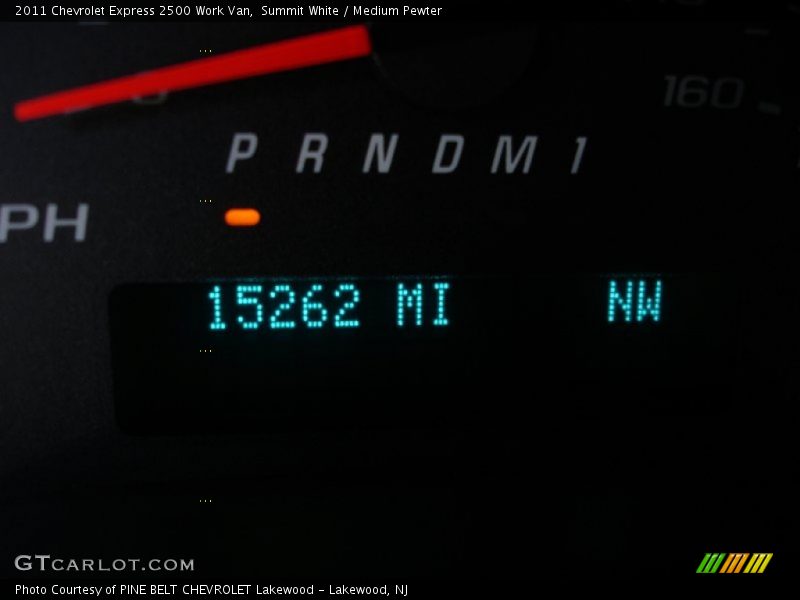 2011 Chevrolet Express 2500 Work Van, Summit White / Medium Pewter
160
P R N D M 1
PH
15262 MI NW
GTCARLOT.COM
Photo Courtesy of PINE BELT CHEVROLET Lakewood - Lakewood, NJ